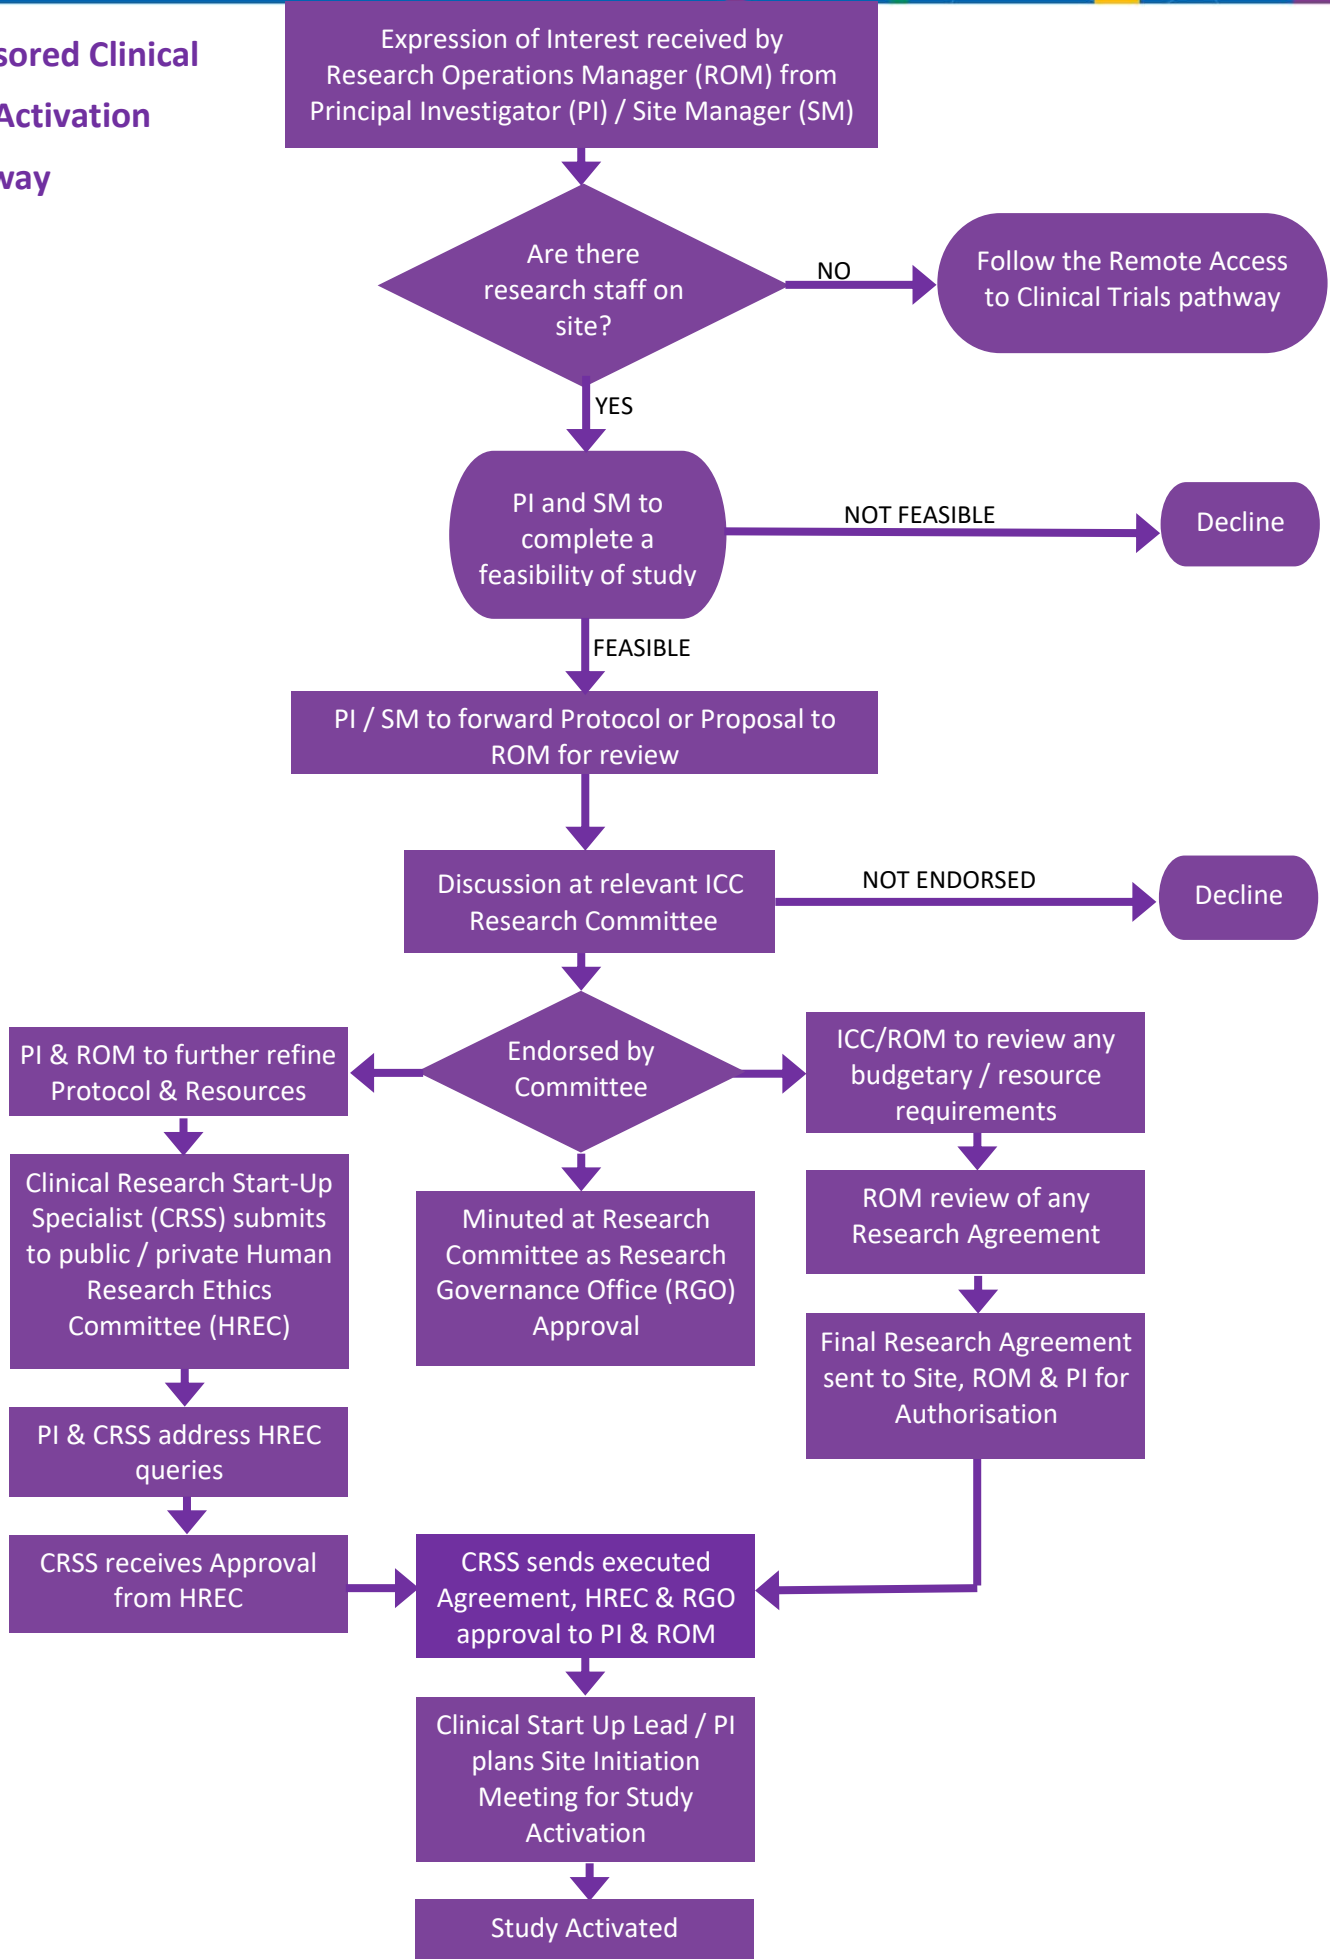 sored Clinical
Activation
way
Expression of Interest received by
Research Operations Manager (ROM) from
Principal Investigator (PI) / Site Manager (SM)
Are there
research staff on
site?
NO
Follow the Remote Access
to Clinical Trials pathway
YES
PI and SM to
complete a
feasibility of study
NOT FEASIBLE
Decline
FEASIBLE
PI / SM to forward Protocol or Proposal to
ROM for review
Discussion at relevant ICC
Research Committee
NOT ENDORSED
Decline
Endorsed by
Committee
PI & ROM to further refine
Protocol & Resources
Clinical Research Start-Up
Specialist (CRSS) submits
to public / private Human
Research Ethics
Committee (HREC)
PI & CRSS address HREC
queries
CRSS receives Approval
from HREC
Minuted at Research
Committee as Research
Governance Office (RGO)
Approval
ICC/ROM to review any
budgetary / resource
requirements
ROM review of any
Research Agreement
Final Research Agreement
sent to Site, ROM & PI for
Authorisation
CRSS sends executed
Agreement, HREC & RGO
approval to PI & ROM
Clinical Start Up Lead / PI
plans Site Initiation
Meeting for Study
Activation
Study Activated